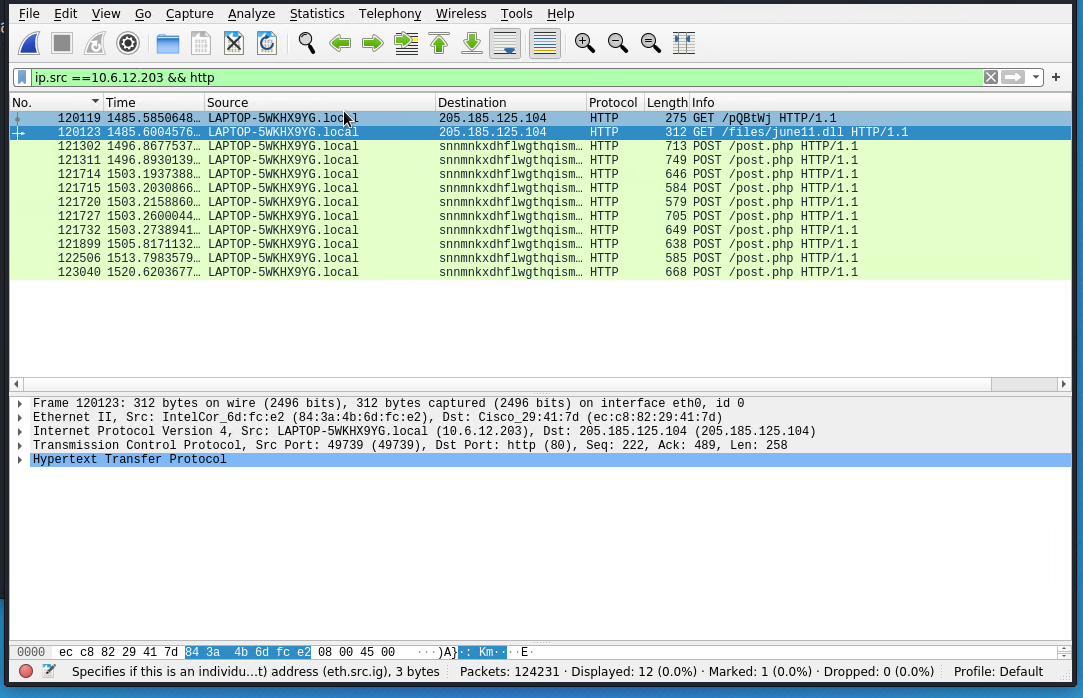 File Edit View Go Capture Analyze Statistics Telephony Wireless Tools Help
ip.src ==10.6.12.203 && http
No. Time Source Destination Protocol Length Info
120119 1485.5850648… LAPTOP-5WKHX9YG.local 205.185.125.104 HTTP 275 GET /pQBtWj HTTP/1.1
120123 1485.6004576… LAPTOP-5WKHX9YG.local 205.185.125.104 HTTP 312 GET /files/june11.dll HTTP/1.1
121302 1496.8677537… LAPTOP-5WKHX9YG.local snnmnkxdhflwgthqism… HTTP 713 POST /post.php HTTP/1.1
121311 1496.8930139… LAPTOP-5WKHX9YG.local snnmnkxdhflwgthqism… HTTP 749 POST /post.php HTTP/1.1
121714 1503.1937388… LAPTOP-5WKHX9YG.local snnmnkxdhflwgthqism… HTTP 646 POST /post.php HTTP/1.1
121715 1503.2030866… LAPTOP-5WKHX9YG.local snnmnkxdhflwgthqism… HTTP 584 POST /post.php HTTP/1.1
121720 1503.2158860… LAPTOP-5WKHX9YG.local snnmnkxdhflwgthqism… HTTP 579 POST /post.php HTTP/1.1
121727 1503.2600044… LAPTOP-5WKHX9YG.local snnmnkxdhflwgthqism… HTTP 705 POST /post.php HTTP/1.1
121732 1503.2738941… LAPTOP-5WKHX9YG.local snnmnkxdhflwgthqism… HTTP 649 POST /post.php HTTP/1.1
121899 1505.8171132… LAPTOP-5WKHX9YG.local snnmnkxdhflwgthqism… HTTP 638 POST /post.php HTTP/1.1
122506 1513.7983579… LAPTOP-5WKHX9YG.local snnmnkxdhflwgthqism… HTTP 585 POST /post.php HTTP/1.1
123040 1520.6203677… LAPTOP-5WKHX9YG.local snnmnkxdhflwgthqism… HTTP 668 POST /post.php HTTP/1.1
Frame 120123: 312 bytes on wire (2496 bits), 312 bytes captured (2496 bits) on interface eth0, id 0
Ethernet II, Src: IntelCor_6d:fc:e2 (84:3a:4b:6d:fc:e2), Dst: Cisco_29:41:7d (ec:c8:82:29:41:7d)
Internet Protocol Version 4, Src: LAPTOP-5WKHX9YG.local (10.6.12.203), Dst: 205.185.125.104 (205.185.125.104)
Transmission Control Protocol, Src Port: 49739 (49739), Dst Port: http (80), Seq: 222, Ack: 489, Len: 258
Hypertext Transfer Protocol
0000 ec c8 82 29 41 7d 84 3a 4b 6d fc e2 08 00 45 00 ···)A}·: Km····E·
Specifies if this is an individu…t) address (eth.src.ig), 3 bytes Packets: 124231 · Displayed: 12 (0.0%) · Marked: 1 (0.0%) · Dropped: 0 (0.0%) Profile: Default